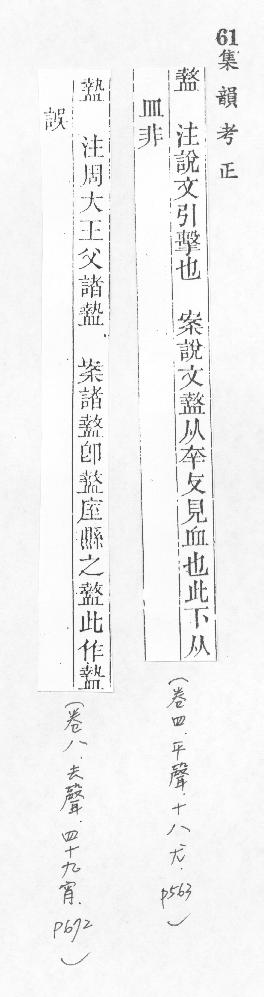 61
集韻考正
盩 注說文引擊也 案說文盩从㚔攴見血也此下从
皿非
盩 注周大王父諸盩 案諸盩卽盩厔縣之盩此作盩
誤
(卷四.平聲.十八尤. p563)
(卷八.去聲.四十九宥. p692)